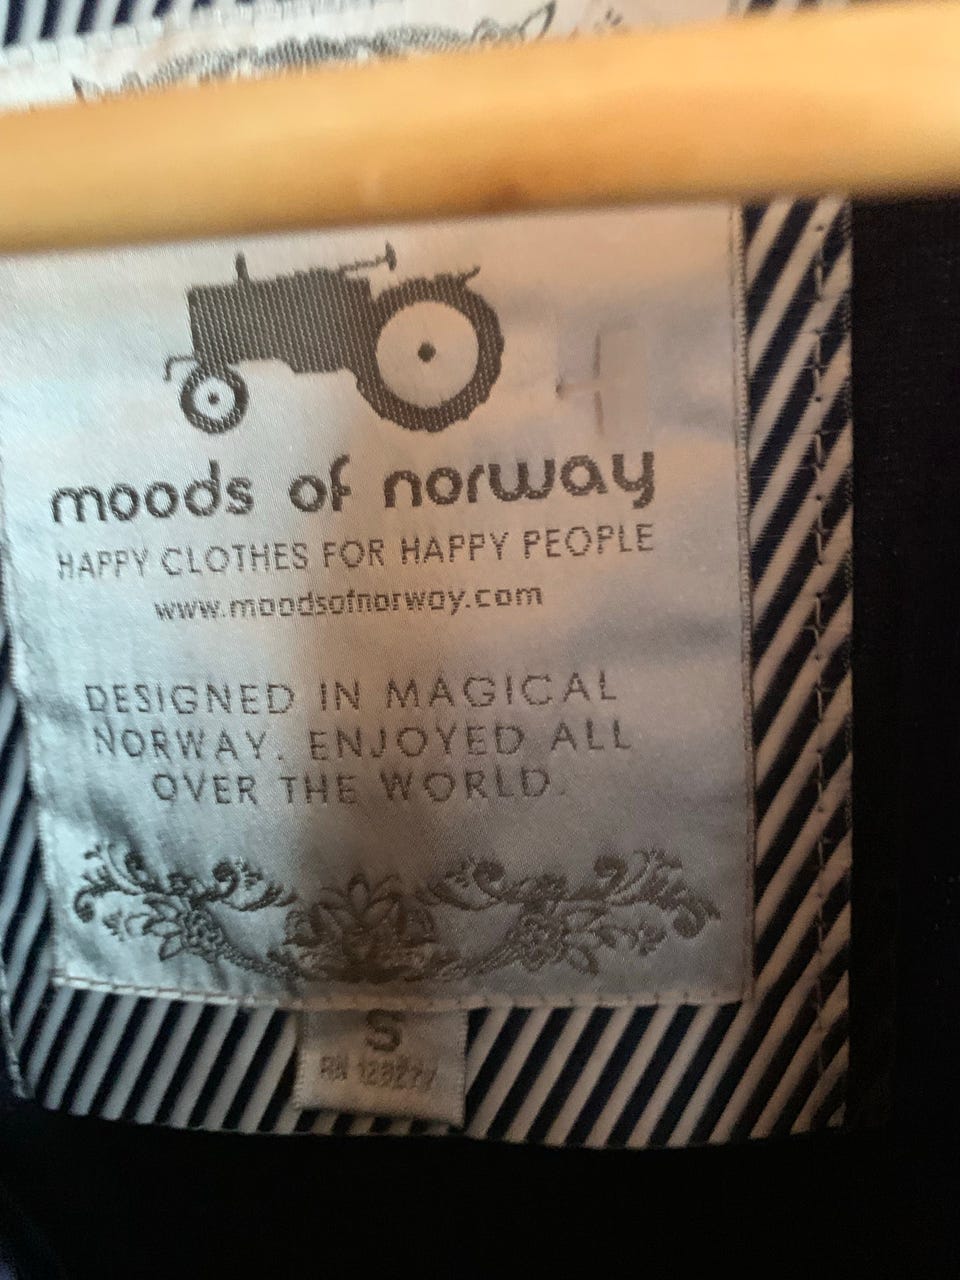 moods of norway
HAPPY CLOTHES FOR HAPPY PEOPLE
www.moodsofnorway.com
DESIGNED IN MAGICAL
NORWAY. ENJOYED ALL
OVER THE WORLD.
S
RN